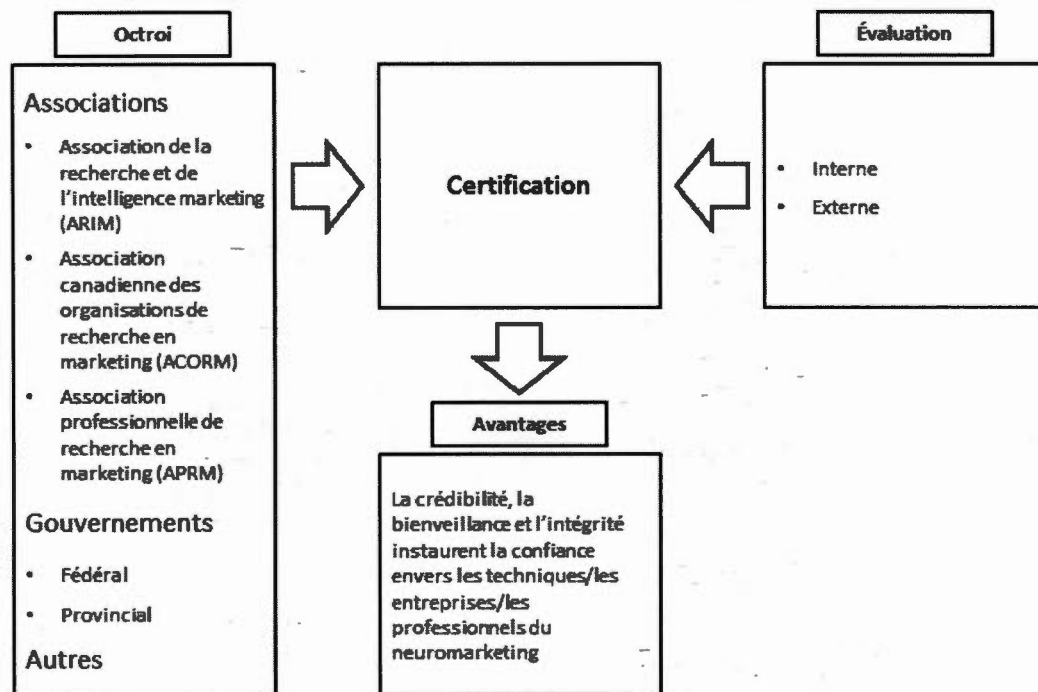 Octroi
Associations
• Association de la
recherche et de
l'intelligence marketing
(ARIM)
• Association
canadienne des
organisations de
recherche en
marketing (ACORM)
• Association
professionnelle de
recherche en
marketing (APRM)
Gouvernements
• Fédéral
• Provincial
Autres
Certification
Évaluation
• Interne
• Externe
Avantages
La crédibilité, la
bienveillance et l'intégrité
instaurent la confiance
envers les techniques/les
entreprises/les
professionnels du
neuromarketing